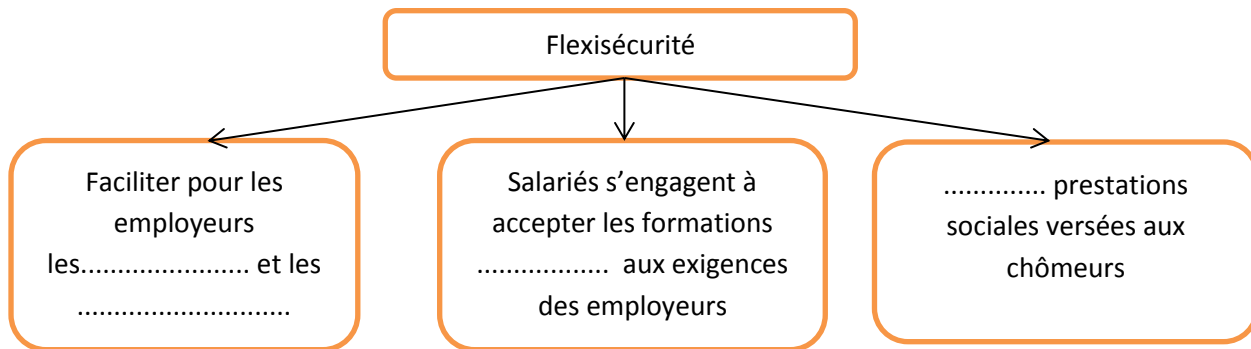 Flexisécurité
Faciliter pour les
employeurs
les....................... et les
.............................
Salariés s’engagent à
accepter les formations
.................. aux exigences
des employeurs
.............. prestations
sociales versées aux
chômeurs